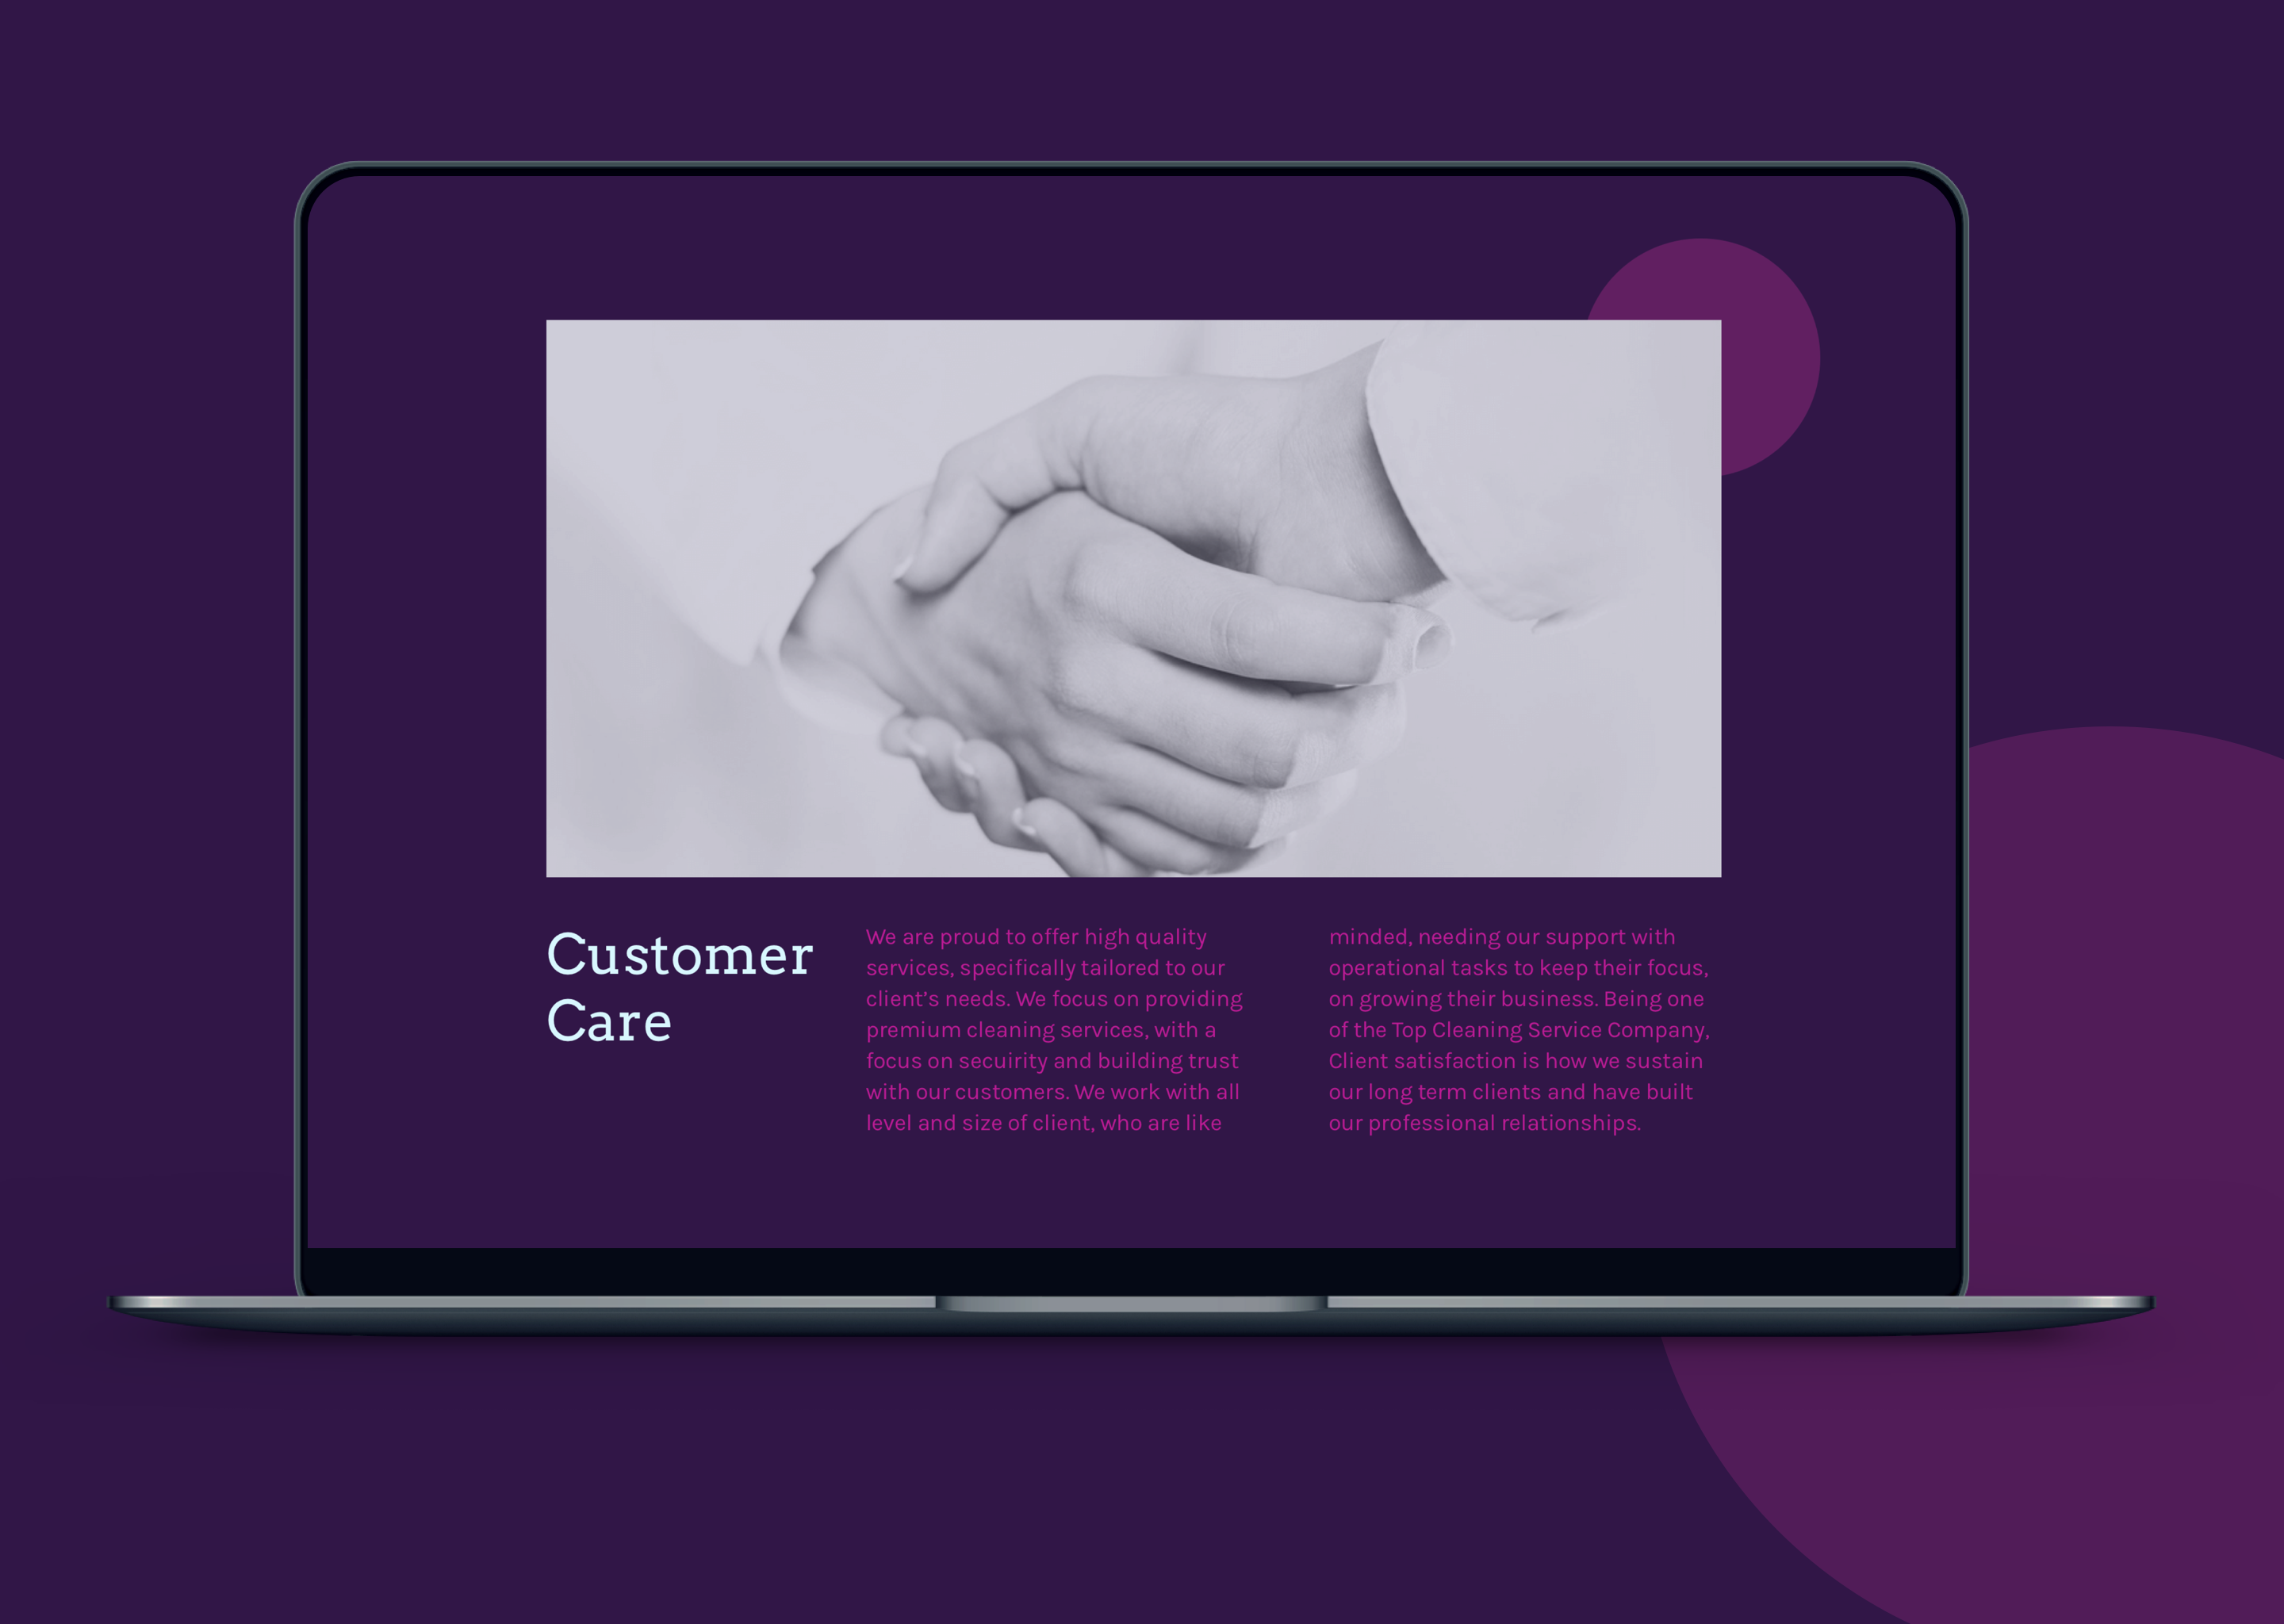 Customer
Care
We are proud to offer high quality
services, specifically tailored to our
client's needs. We focus on providing
premium cleaning services, with a
focus on secuirity and building trust
with our customers. We work with all
level and size of client, who are like
minded, needing our support with
operational tasks to keep their focus,
on growing their business. Being one
of the Top Cleaning Service Company,
Client satisfaction is how we sustain
our long term clients and have built
our professional relationships.